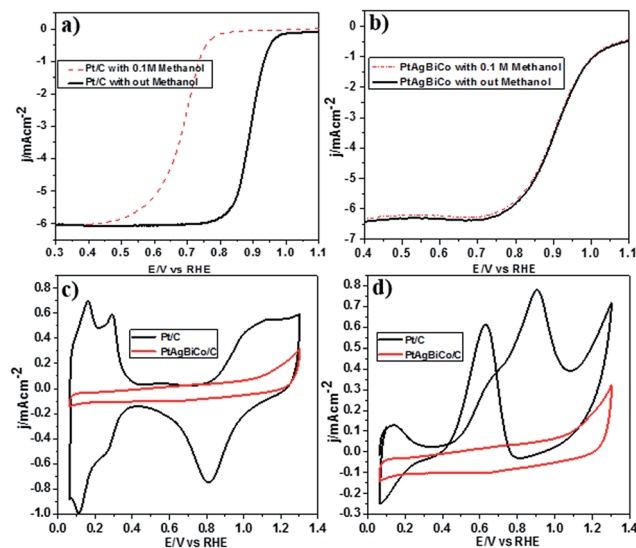 a)
Pt/C with 0.1M Methanol
Pt/C with out Methanol
j/mAcm-2
0
-1
-2
-3
-4
-5
-6
0.3 0.4 0.5 0.6 0.7 0.8 0.9 1.0 1.1
E/V vs RHE
b)
PtAgBiCo with 0.1 M Methanol
PtAgBiCo with out Methanol
j/mAcm-2
0
-1
-2
-3
-4
-5
-6
-7
0.4 0.5 0.6 0.7 0.8 0.9 1.0 1.1
E/V vs RHE
c)
Pt/C
PtAgBiCo/C
j/mAcm-2
0.8
0.6
0.4
0.2
0.0
0.2
0.4
0.6
0.8
-1.0
0.0 0.2 0.4 0.6 0.8 1.0 1.2 1.4
E/V vs RHE
d)
Pt/C
PtAgBiCo/C
j/mAcm-2
0.8
0.7
0.6
0.5
0.4
0.3
0.2
0.1
0.0
-0.1
-0.2
-0.3
0.0 0.2 0.4 0.6 0.8 1.0 1.2 1.4
E/V vs RHE